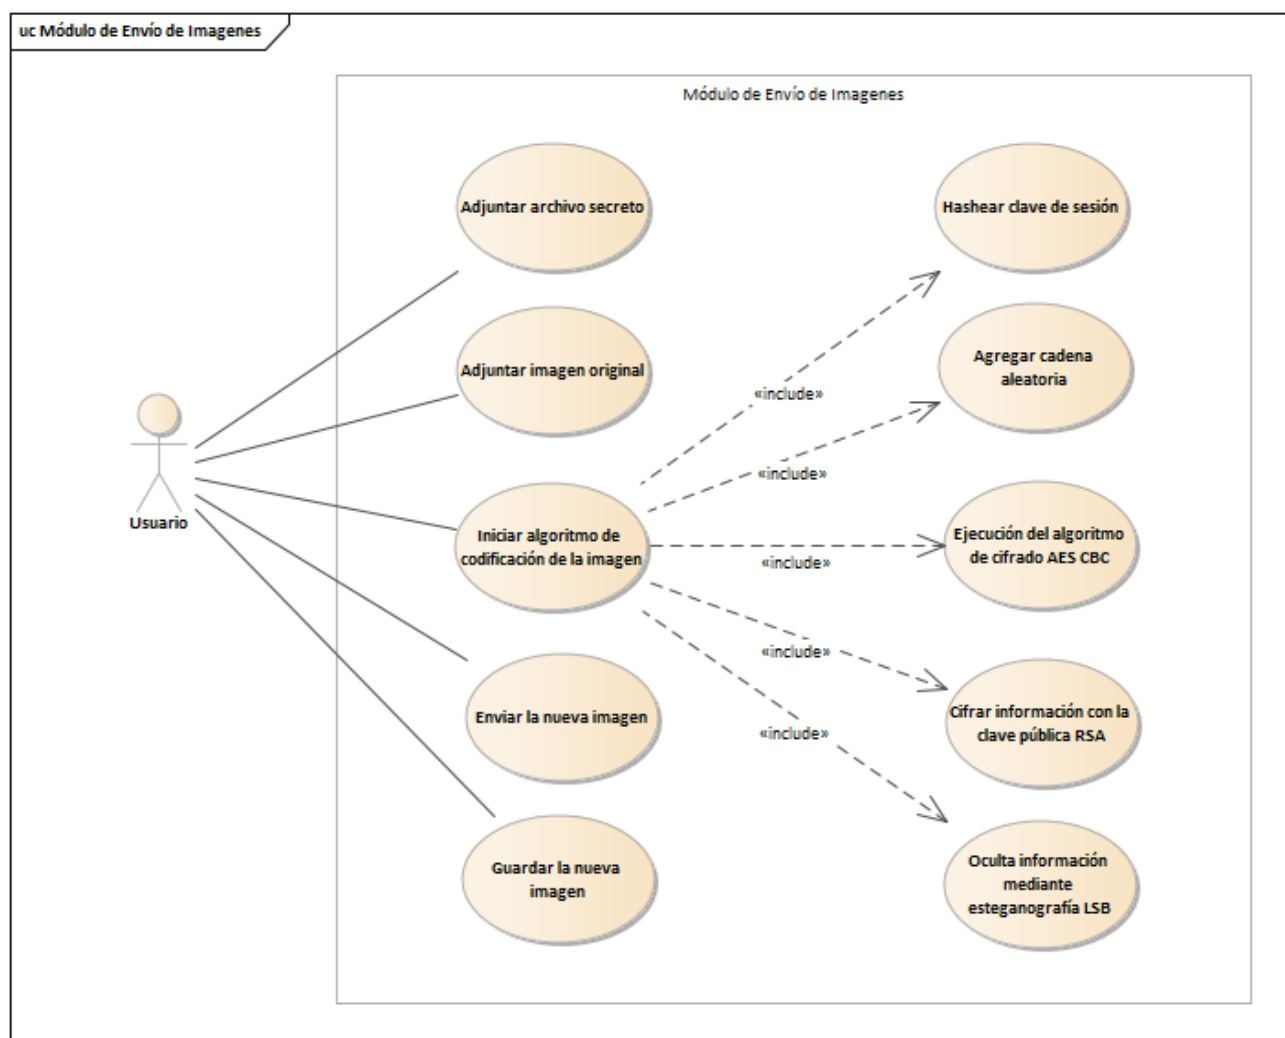 uc Módulo de Envío de Imagenes
Módulo de Envío de Imagenes
Adjuntar archivo secreto
Hashear clave de sesión
Adjuntar imagen original
Agregar cadena
aleatoria
«include»
«include»
Usuario
Iniciar algoritmo de
codificación de la imagen
Ejecución del algoritmo
de cifrado AES CBC
«include»
«include»
Enviar la nueva imagen
Cifrar información con la
clave pública RSA
«include»
Guardar la nueva
imagen
Oculta información
mediante
esteganografía LSB